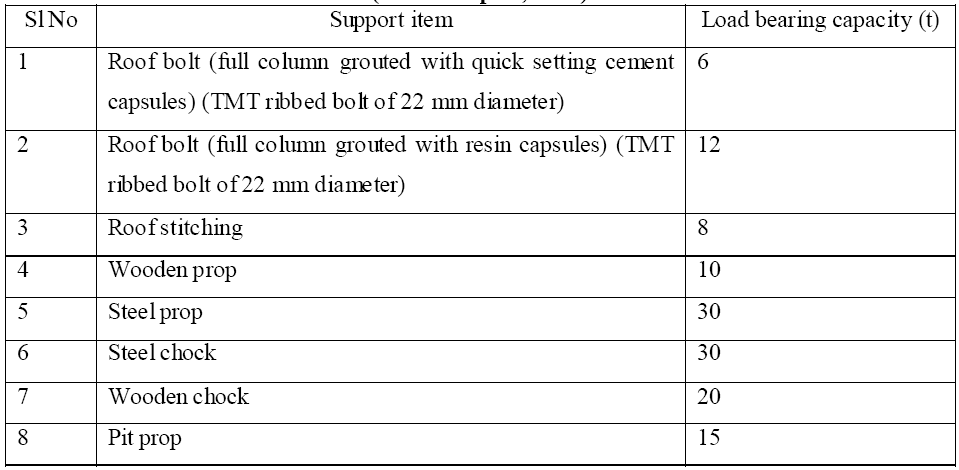 Sl No Support item Load bearing capacity (t)
1 Roof bolt (full column grouted with quick setting cement 6
capsules) (TMT ribbed bolt of 22 mm diameter)
2 Roof bolt (full column grouted with resin capsules) (TMT 12
ribbed bolt of 22 mm diameter)
3 Roof stitching 8
4 Wooden prop 10
5 Steel prop 30
6 Steel chock 30
7 Wooden chock 20
8 Pit prop 15